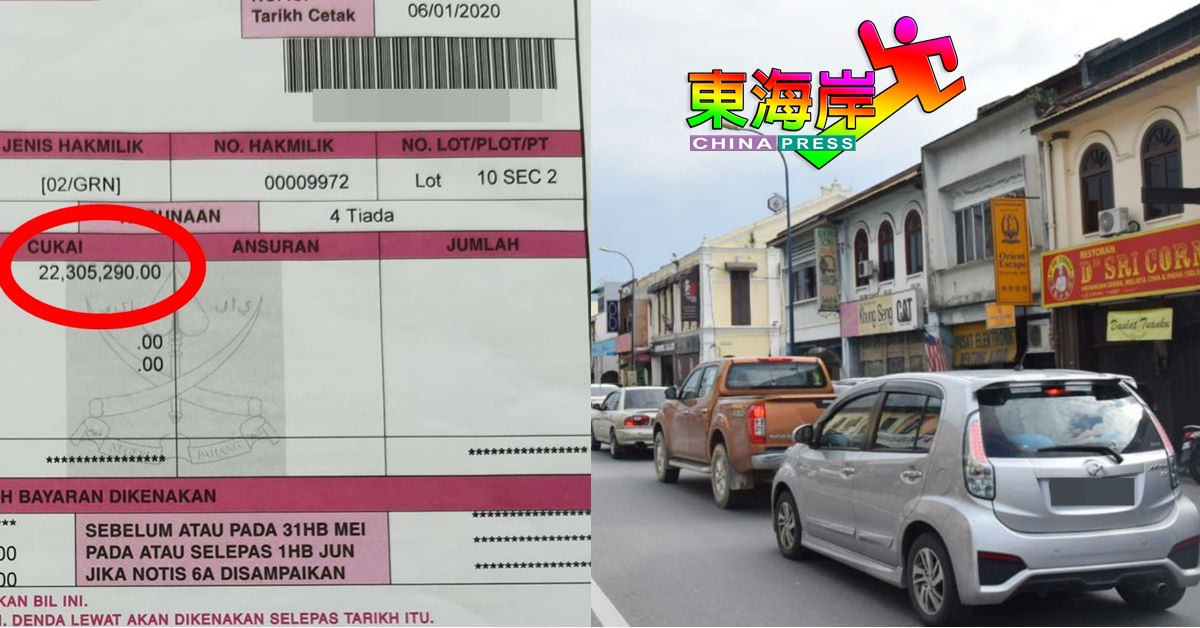 Tarikh Cetak
06/01/2020
JENIS HAKMILIK
NO. HAKMILIK
NO. LOT/PLOT/PT
[02/GRN]
00009972
Lot 10 SEC 2
4 Tiada
CUKAI
ANSURAN
JUMLAH
22,305,290.00
.00
.00
NEGERI
PAHANG
***************
BAYARAN DIKENAKAN
SEBELUM ATAU PADA 31HB MEI
PADA ATAU SELEPAS 1HB JUN
JIKA NOTIS 6A DISAMPAIKAN
BIL INI.
DENDA LEWAT AKAN DIKENAKAN SELEPAS TARIKH ITU.
東海岸
CHINA PRESS
Orient
Escape
Khong Seng
CAT
PUSAT ELEKTRONIK
RESTORAN
D' SRI CORN
Daulat Tuanku